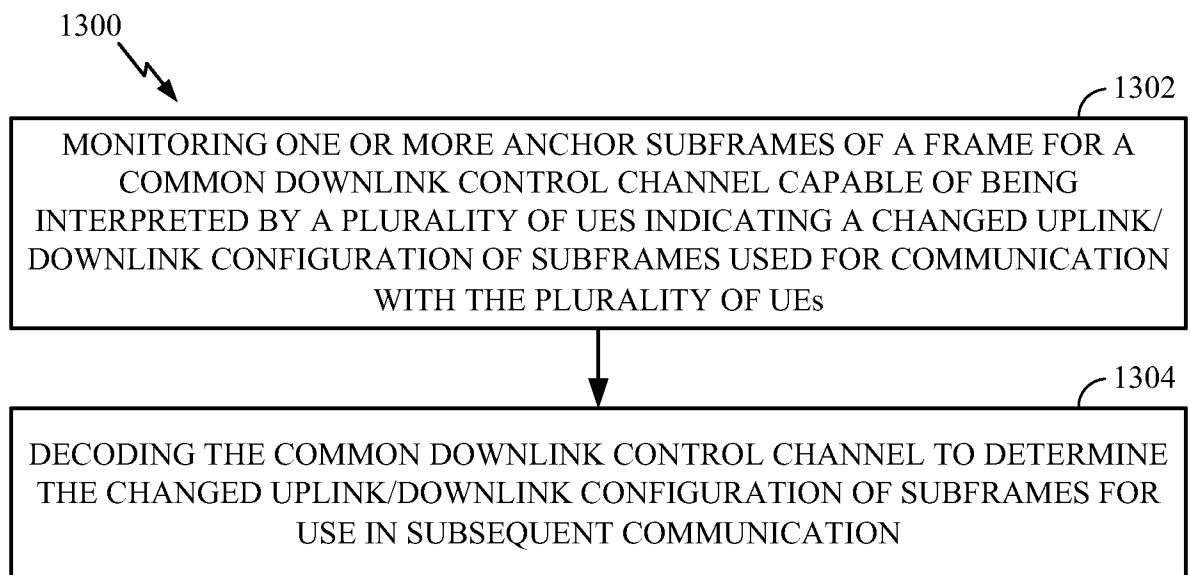 1300
1302
MONITORING ONE OR MORE ANCHOR SUBFRAMES OF A FRAME FOR A
COMMON DOWNLINK CONTROL CHANNEL CAPABLE OF BEING
INTERPRETED BY A PLURALITY OF UES INDICATING A CHANGED UPLINK/
DOWNLINK CONFIGURATION OF SUBFRAMES USED FOR COMMUNICATION
WITH THE PLURALITY OF UEs
1304
DECODING THE COMMON DOWNLINK CONTROL CHANNEL TO DETERMINE
THE CHANGED UPLINK/DOWNLINK CONFIGURATION OF SUBFRAMES FOR
USE IN SUBSEQUENT COMMUNICATION